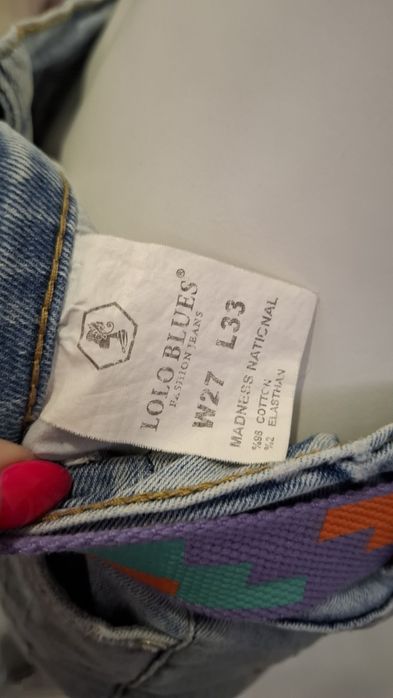 LOLO BLUES®
FASHION JEANS
W27 L33
MADNESS NATIONAL
%98 COTTON
%2 ELASTHAN